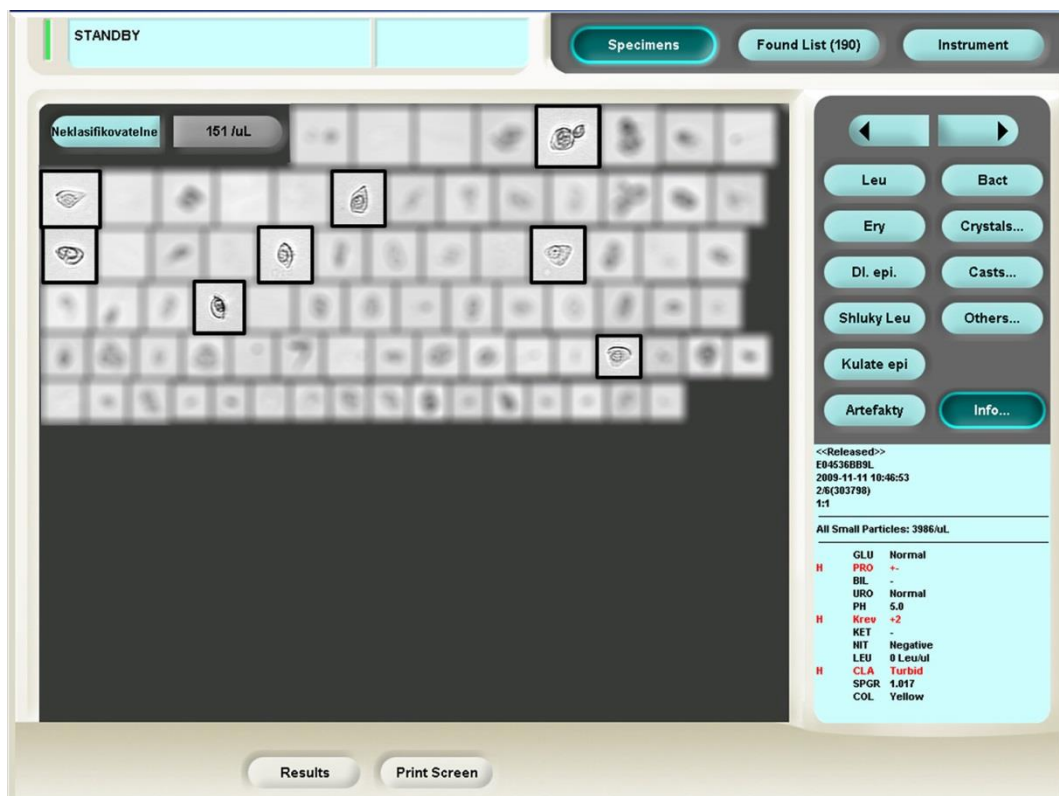 STANDBY
Specimens
Found List (190)
Instrument
Neklasifikovatelne
151 /uL
Leu
Bact
Ery
Crystals...
Dl. epi.
Casts...
Shluky Leu
Others...
Kulate epi
Artefakty
Info...
<<Released>>
E04536BB9L
2009-11-11 10:46:53
2/6(303798)
1:1
All Small Particles: 3986/uL
GLU Normal
H PRO +-
BIL -
URO Normal
PH 5.0
H Krev +2
KET -
NIT Negative
LEU 0 Leu/ul
H CLA Turbid
SPGR 1.017
COL Yellow
Results
Print Screen